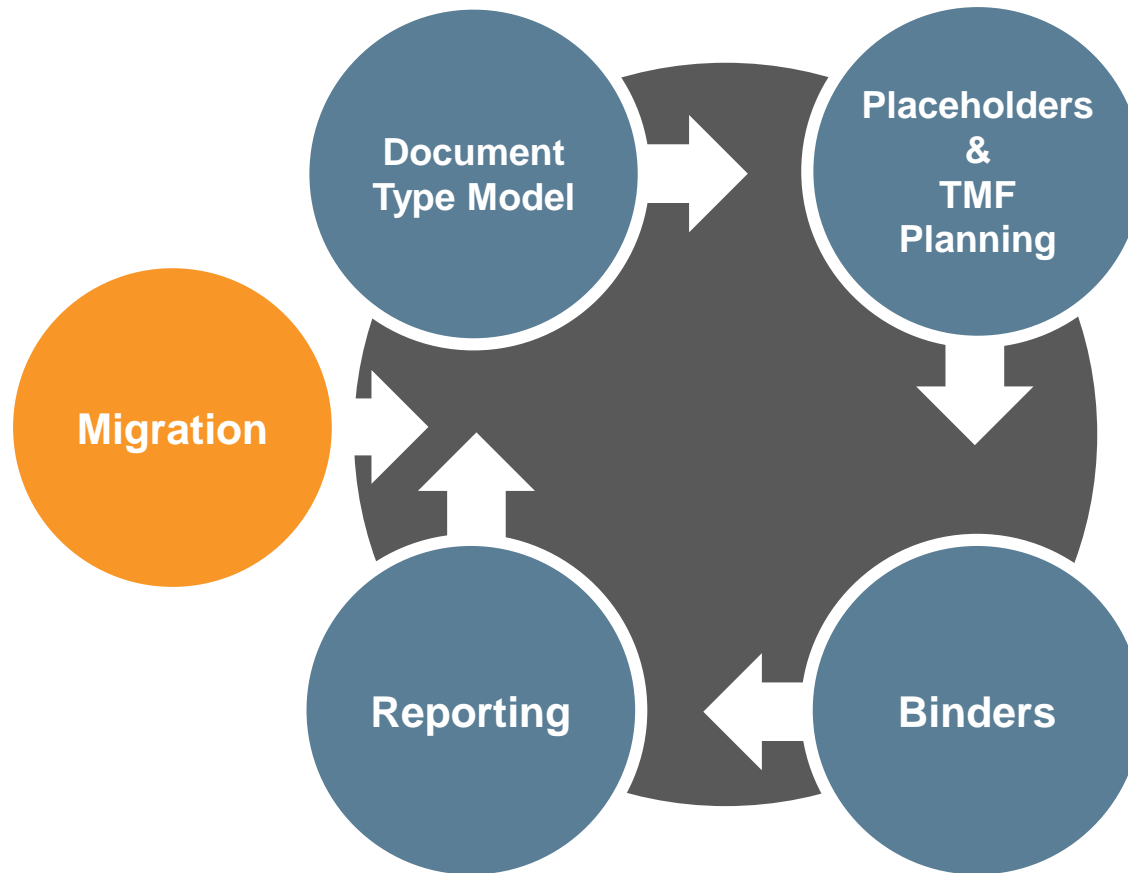 Document
Type Model
Placeholders
&
TMF
Planning
Migration
Reporting
Binders